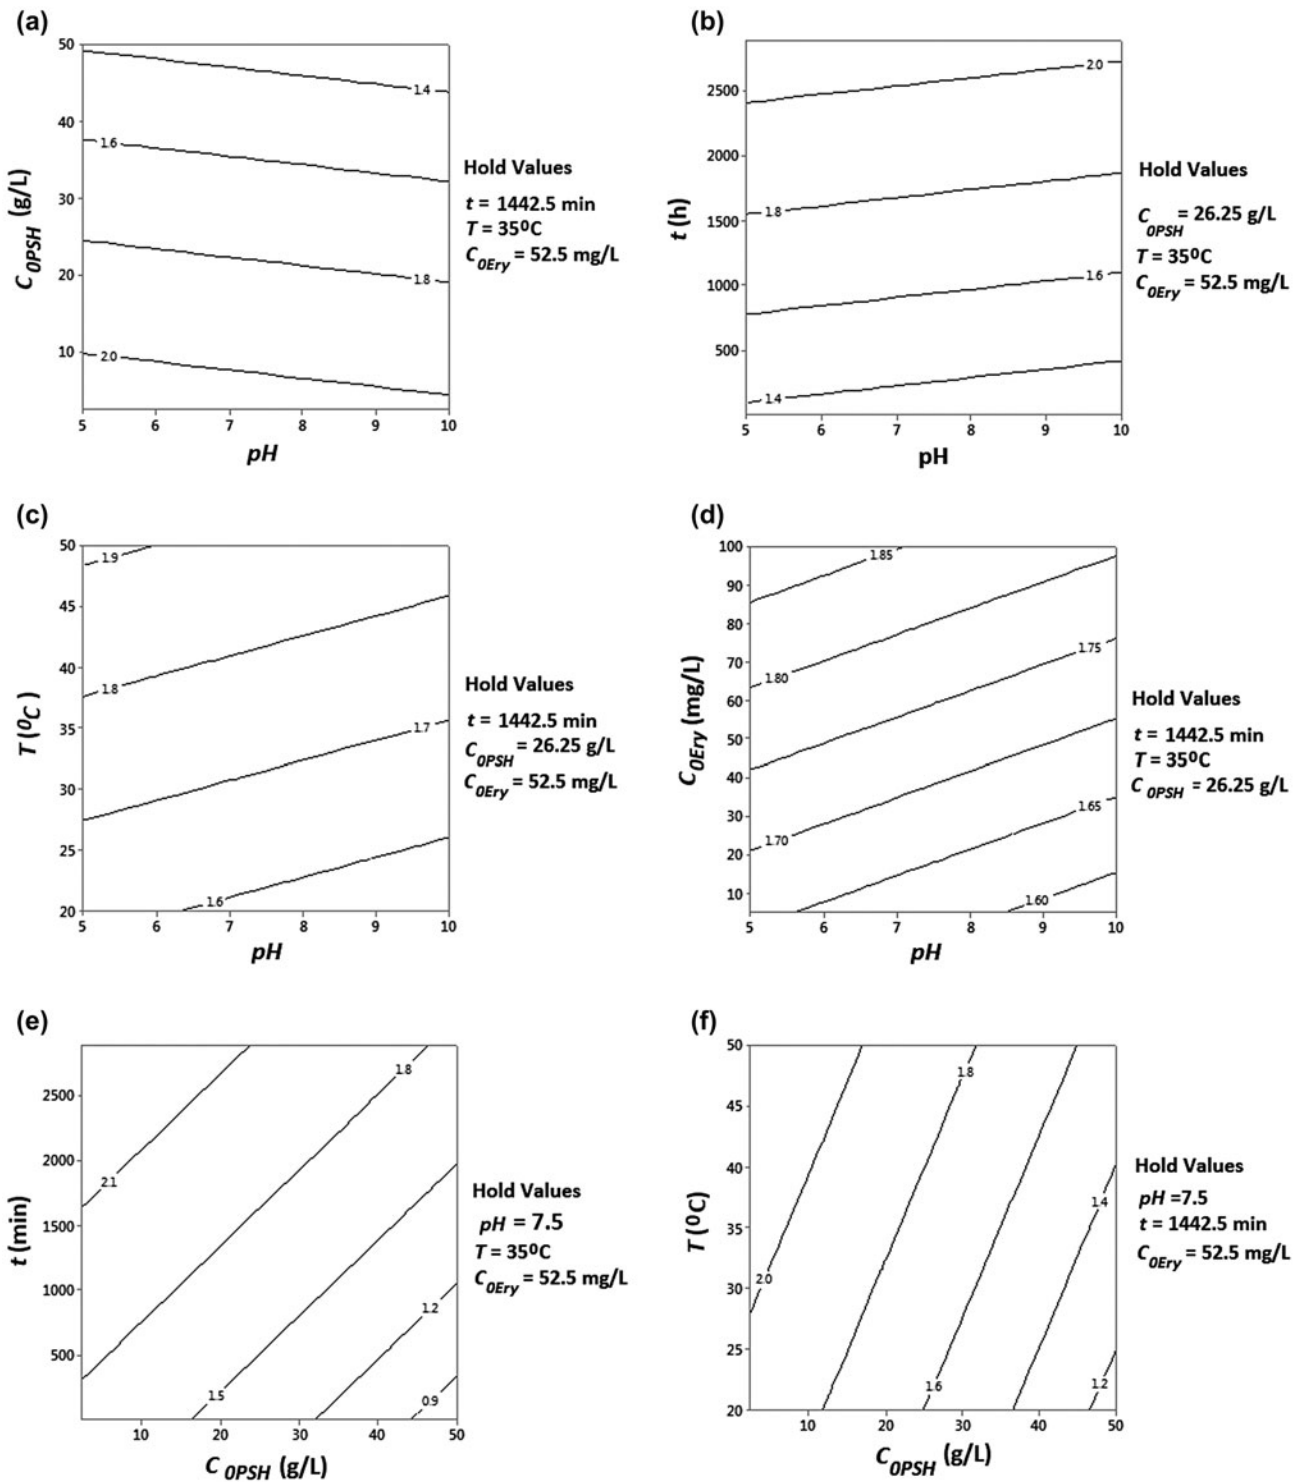 (a)
50
40
30
20
10
C0PSH (g/L)
1.4
1.6
1.8
2.0
5 6 7 8 9 10
pH
Hold Values
t = 1442.5 min
T = 35⁰C
C0Ery = 52.5 mg/L
(b)
2500
2000
1500
1000
500
t (h)
2.0
1.8
1.6
1.4
5 6 7 8 9 10
pH
Hold Values
C0PSH = 26.25 g/L
T = 35⁰C
C0Ery = 52.5 mg/L
(c)
50
45
40
35
30
25
20
T (⁰C)
1.9
1.8
1.7
1.6
5 6 7 8 9 10
pH
Hold Values
t = 1442.5 min
C0PSH = 26.25 g/L
C0Ery = 52.5 mg/L
(d)
100
90
80
70
60
50
40
30
20
10
C0Ery (mg/L)
1.85
1.75
1.80
1.65
1.70
1.60
5 6 7 8 9 10
pH
Hold Values
t = 1442.5 min
T = 35⁰C
C0PSH = 26.25 g/L
(e)
2500
2000
1500
1000
500
t (min)
1.8
2.1
1.2
1.5
0.9
10 20 30 40 50
C0PSH (g/L)
Hold Values
pH = 7.5
T = 35⁰C
C0Ery = 52.5 mg/L
(f)
50
45
40
35
30
25
20
T (⁰C)
1.8
1.4
2.0
1.6
1.2
10 20 30 40 50
C0PSH (g/L)
Hold Values
pH =7.5
t = 1442.5 min
C0Ery = 52.5 mg/L